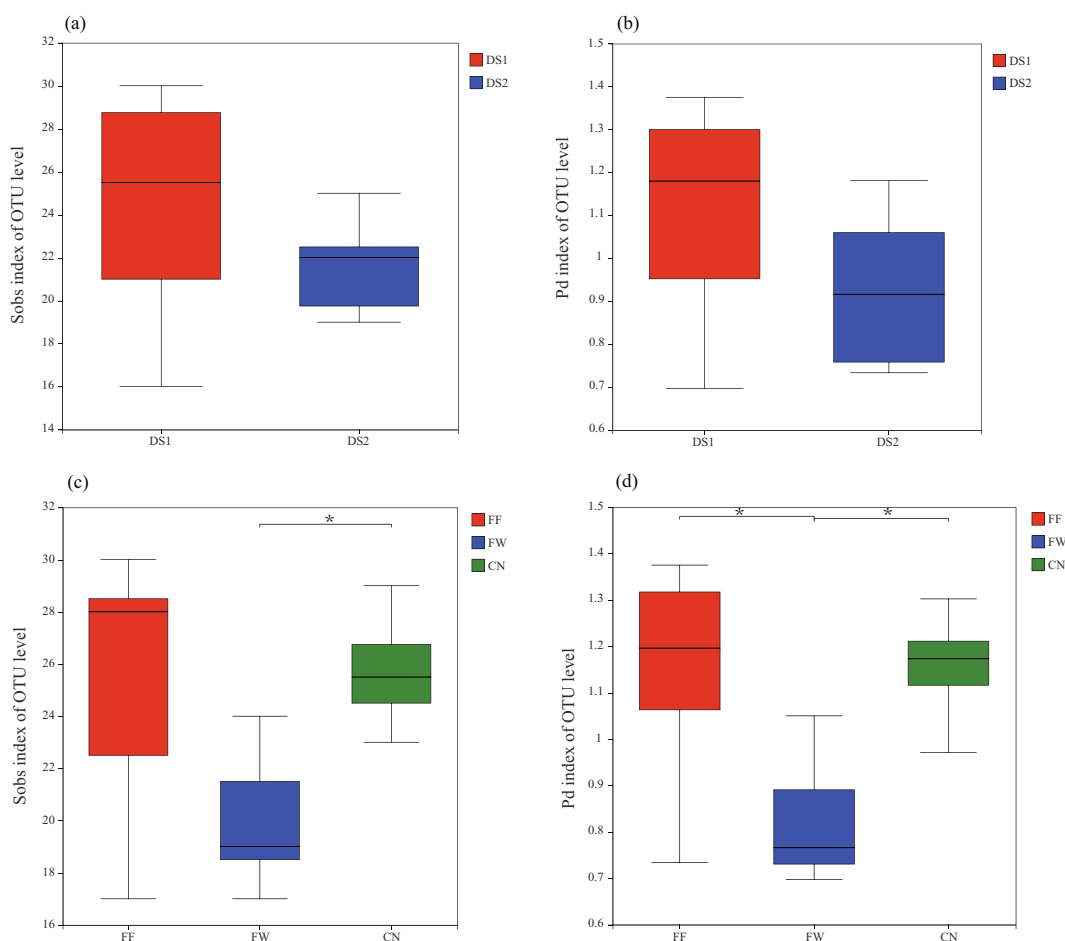 (a)
32
30
28
26
24
22
20
18
16
14
Sobs index of OTU level
DS1
DS2
DS1
DS2
(b)
1.5
1.4
1.3
1.2
1.1
1
0.9
0.8
0.7
0.6
Pd index of OTU level
DS1
DS2
DS1
DS2
(c)
32
30
28
26
24
22
20
18
16
Sobs index of OTU level
*
FF
FW
CN
FF
FW
CN
(d)
1.5
1.4
1.3
1.2
1.1
1
0.9
0.8
0.7
0.6
Pd index of OTU level
*
*
FF
FW
CN
FF
FW
CN